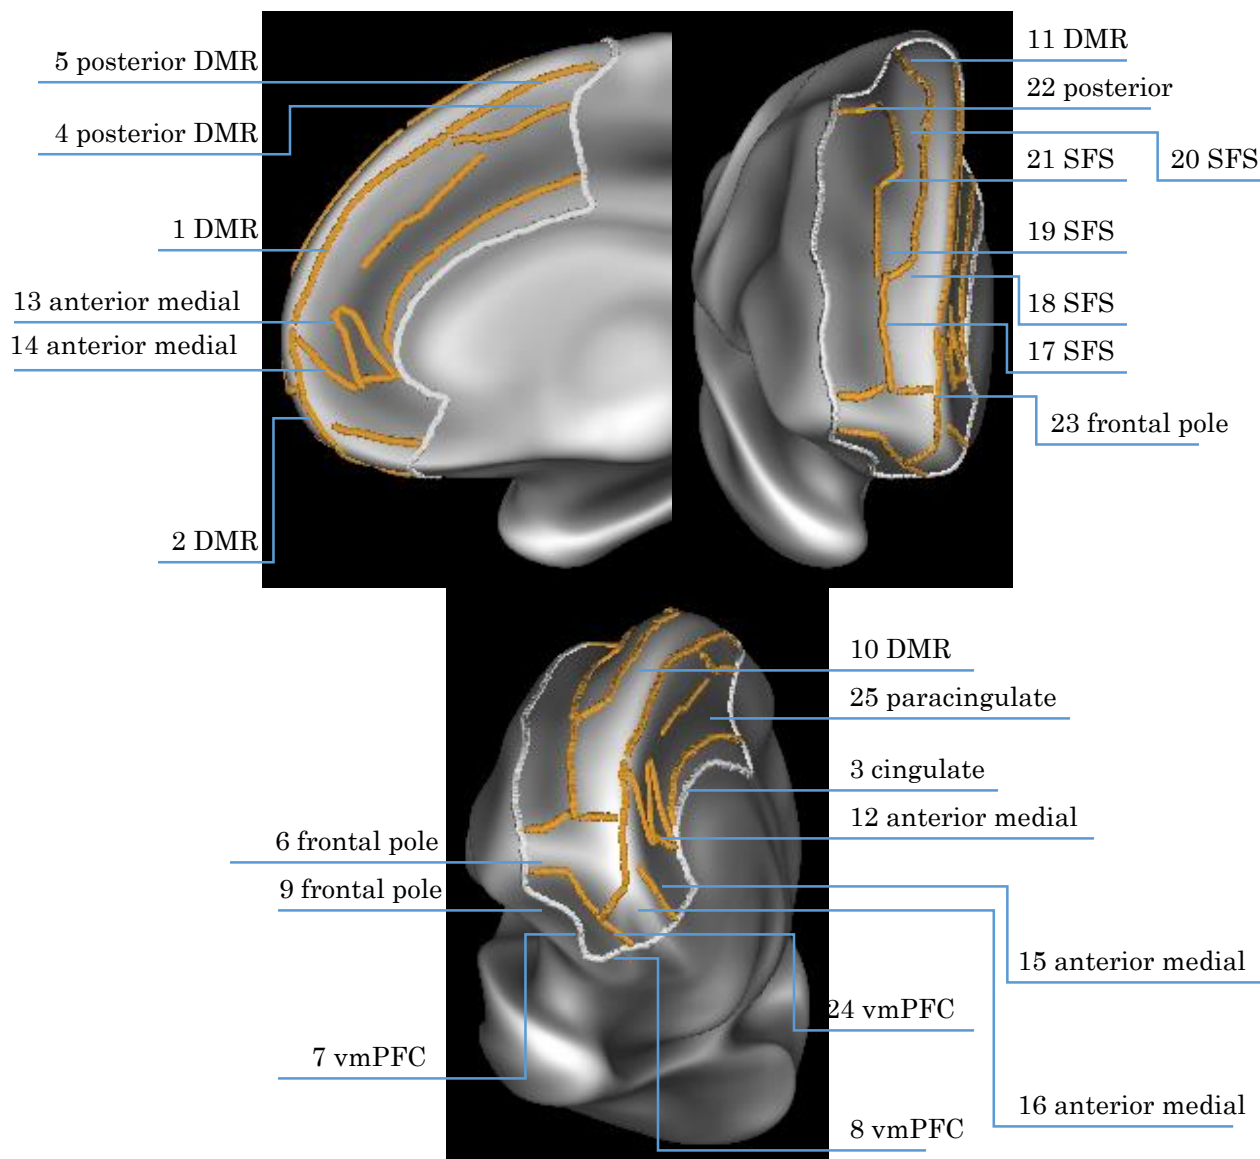 5 posterior DMR
4 posterior DMR
1 DMR
13 anterior medial
14 anterior medial
2 DMR
11 DMR
22 posterior
21 SFS
20 SFS
19 SFS
18 SFS
17 SFS
23 frontal pole
10 DMR
25 paracingulate
3 cingulate
12 anterior medial
6 frontal pole
9 frontal pole
15 anterior medial
24 vmPFC
7 vmPFC
16 anterior medial
8 vmPFC